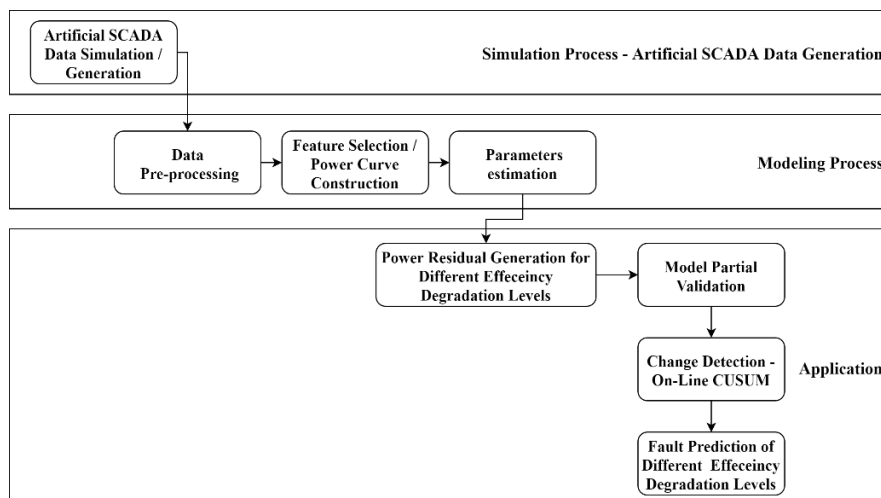 Artificial SCADA
Data Simulation /
Generation
Simulation Process - Artificial SCADA Data Generation
Data
Pre-processing
Feature Selection /
Power Curve
Construction
Parameters
estimation
Modeling Process
Power Residual Generation for
Different Effeceincy
Degradation Levels
Model Partial
Validation
Change Detection -
On-Line CUSUM
Application
Fault Prediction of
Different Effeceincy
Degradation Levels